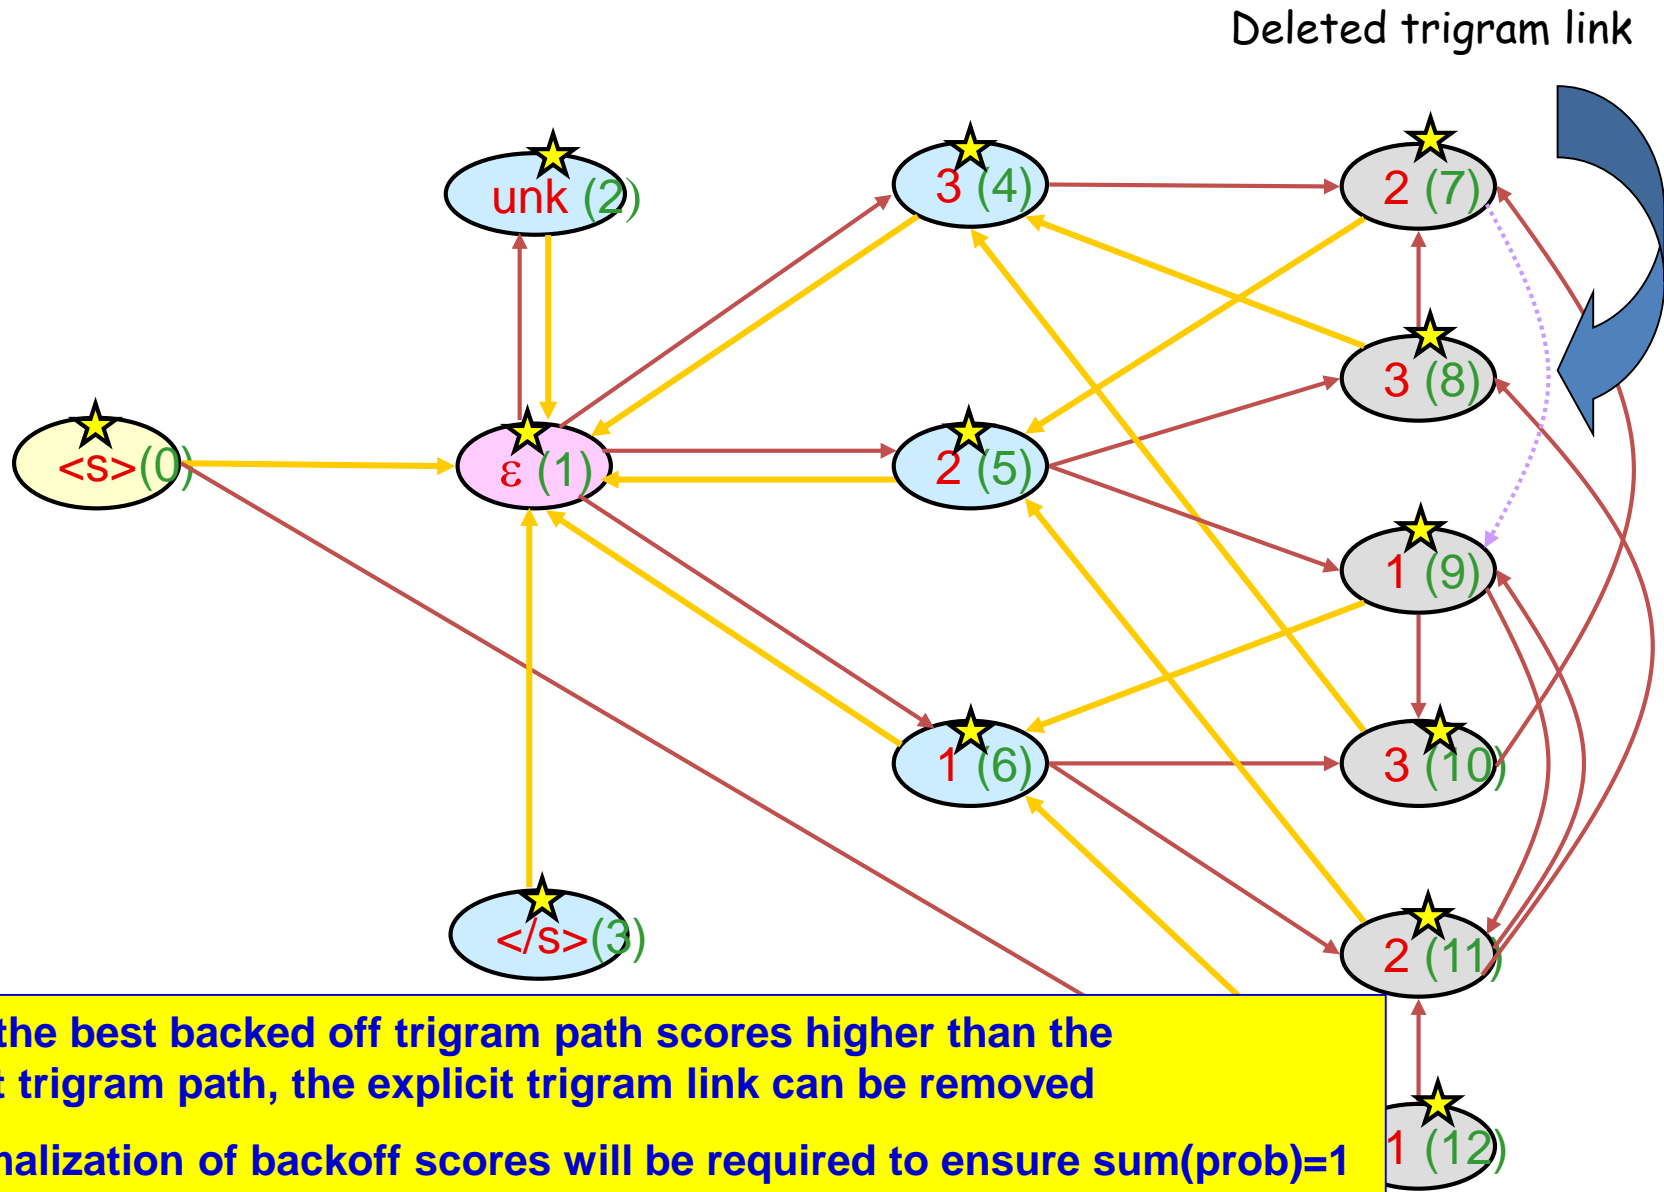 Deleted trigram link
unk (2)
3 (4)
2 (7)
3 (8)
<s>(0)
ε (1)
2 (5)
1 (9)
1 (6)
3 (10)
</s>(3)
2 (11)
the best backed off trigram path scores higher than the
t trigram path, the explicit trigram link can be removed
nalization of backoff scores will be required to ensure sum(prob)=1
1 (12)